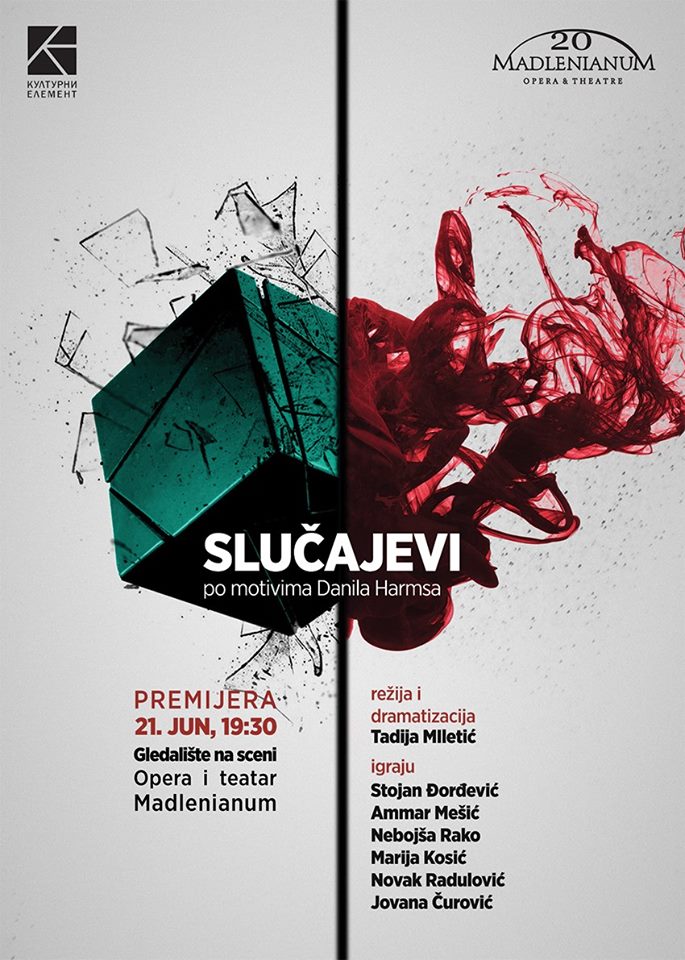 КУЛТУРНИ
ЕЛЕМЕНТ
20
MADLENIANUM
OPERA & THEATRE
SLUČAJEVI
po motivima Danila Harmsa
PREMIJERA
21. JUN, 19:30
Gledalište na sceni
Opera i teatar
Madlenianum
režija i
dramatizacija
Tadija MIletić
igraju
Stojan Đorđević
Ammar Mešić
Nebojša Rako
Marija Kosić
Novak Radulović
Jovana Čurović